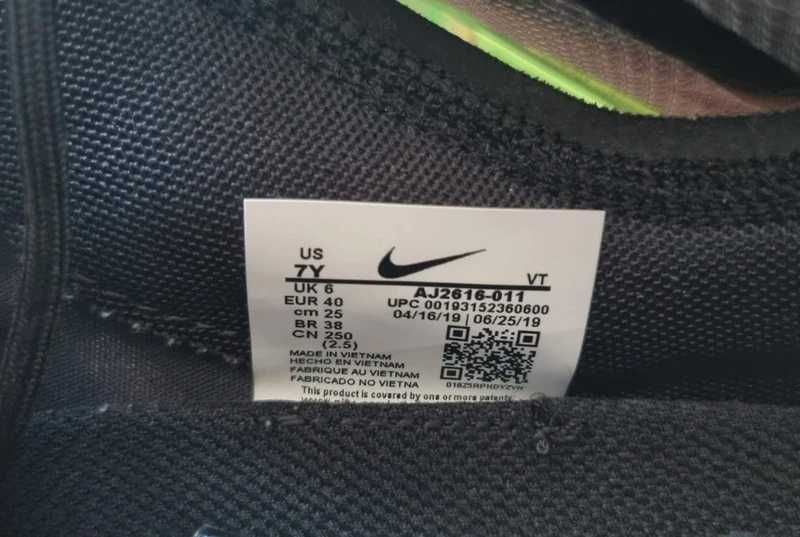 US
7Y
VT
UK 6
EUR 40
cm 25
BR 38
CN 250
(2.5)
AJ2616-011
UPC 00193152360600
04/16/19 | 06/25/19
MADE IN VIETNAM
HECHO EN VIETNAM
FABRIQUE AU VIETNAM
FABRICADO NO VIETNA
This product is covered by one or more patents.